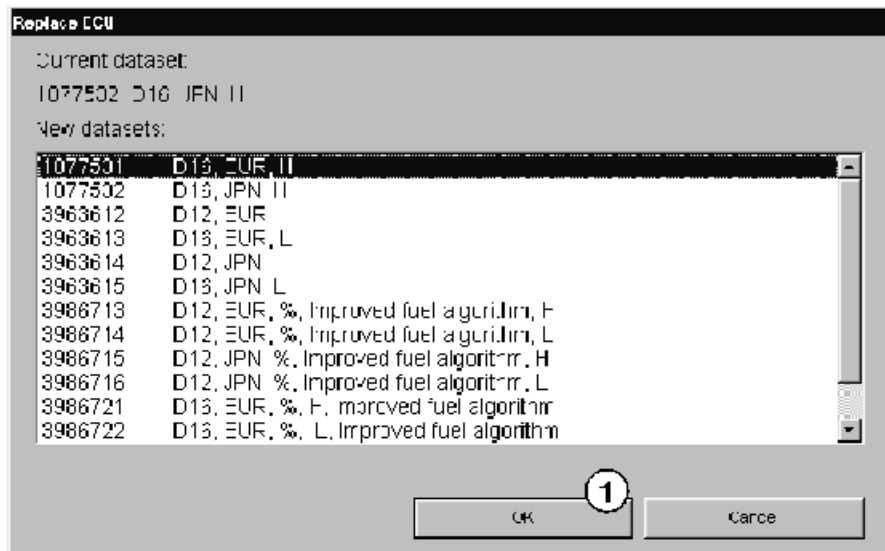 Replace ECU
Current dataset:
1077502 D16 JPN H
New datasets:
1077501 D16, EUR, H
1077502 D16, JPN H
3963612 D12, EUR
3963613 D16, EUR, L
3963614 D12, JPN
3963615 D16, JPN L
3986713 D12, EUR, %, Improved fuel algorithm, H
3986714 D12, EUR, %, Improved fuel algorithm, L
3986715 D12, JPN %, Improved fuel algorithm, H
3986716 D12, JPN %, Improved fuel algorithm, L
3986721 D16, EUR, %, H, Improved fuel algorithm
3986722 D16, EUR, %, L, Improved fuel algorithm
1
OK
Cancel